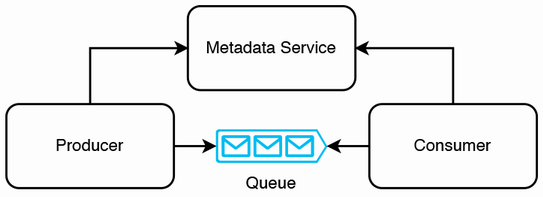 Metadata Service
Producer
Consumer
Queue